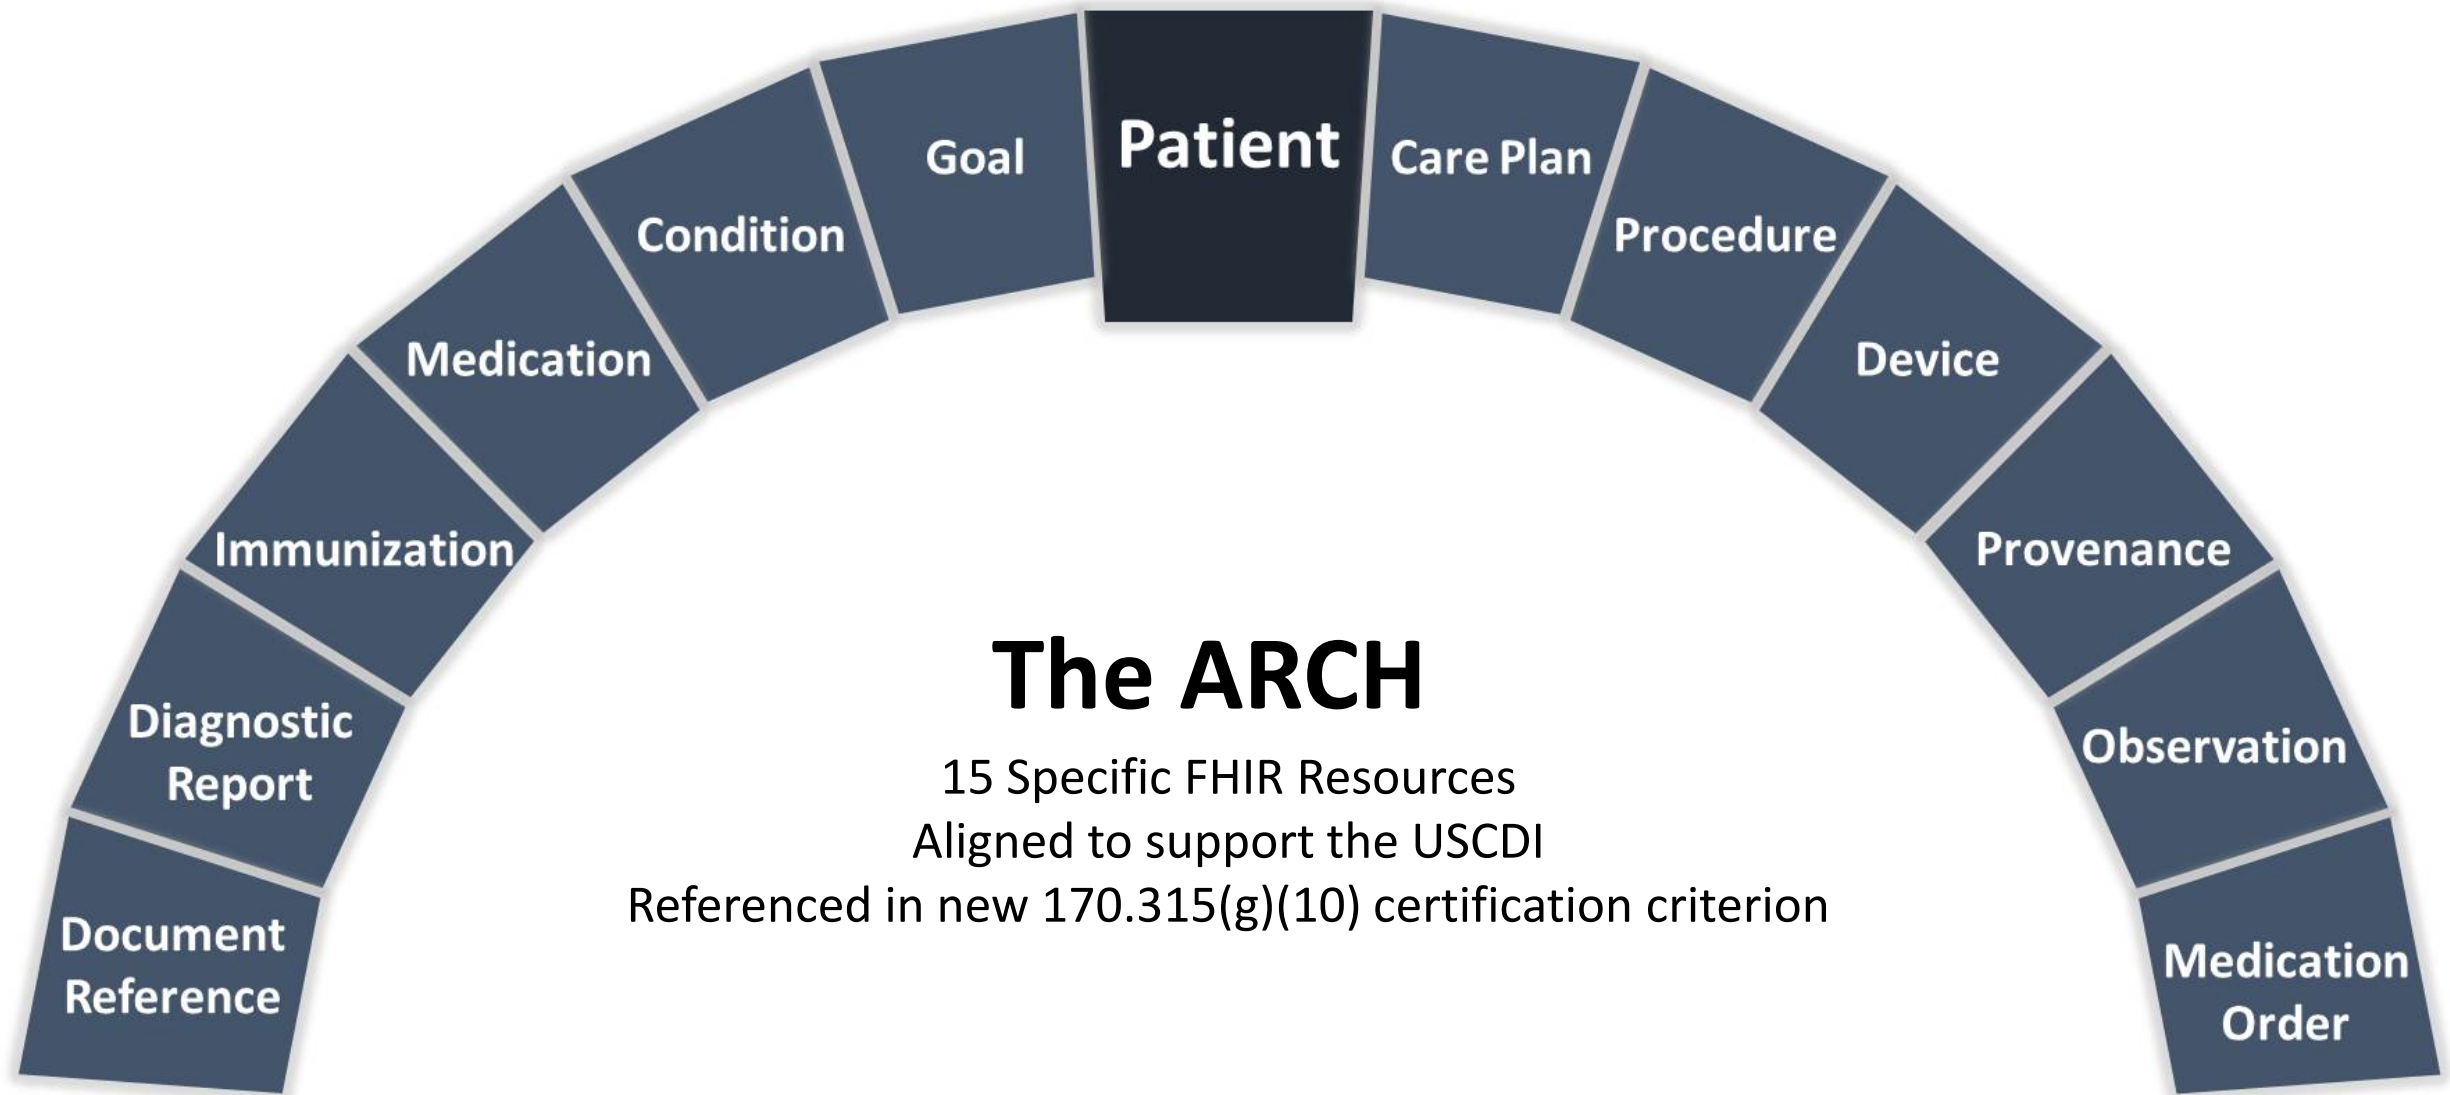 Patient
Goal
Care Plan
Condition
Procedure
Medication
Device
Immunization
Provenance
Diagnostic
Report
Observation
Document
Reference
Medication
Order
The ARCH
15 Specific FHIR Resources
Aligned to support the USCDI
Referenced in new 170.315(g)(10) certification criterion